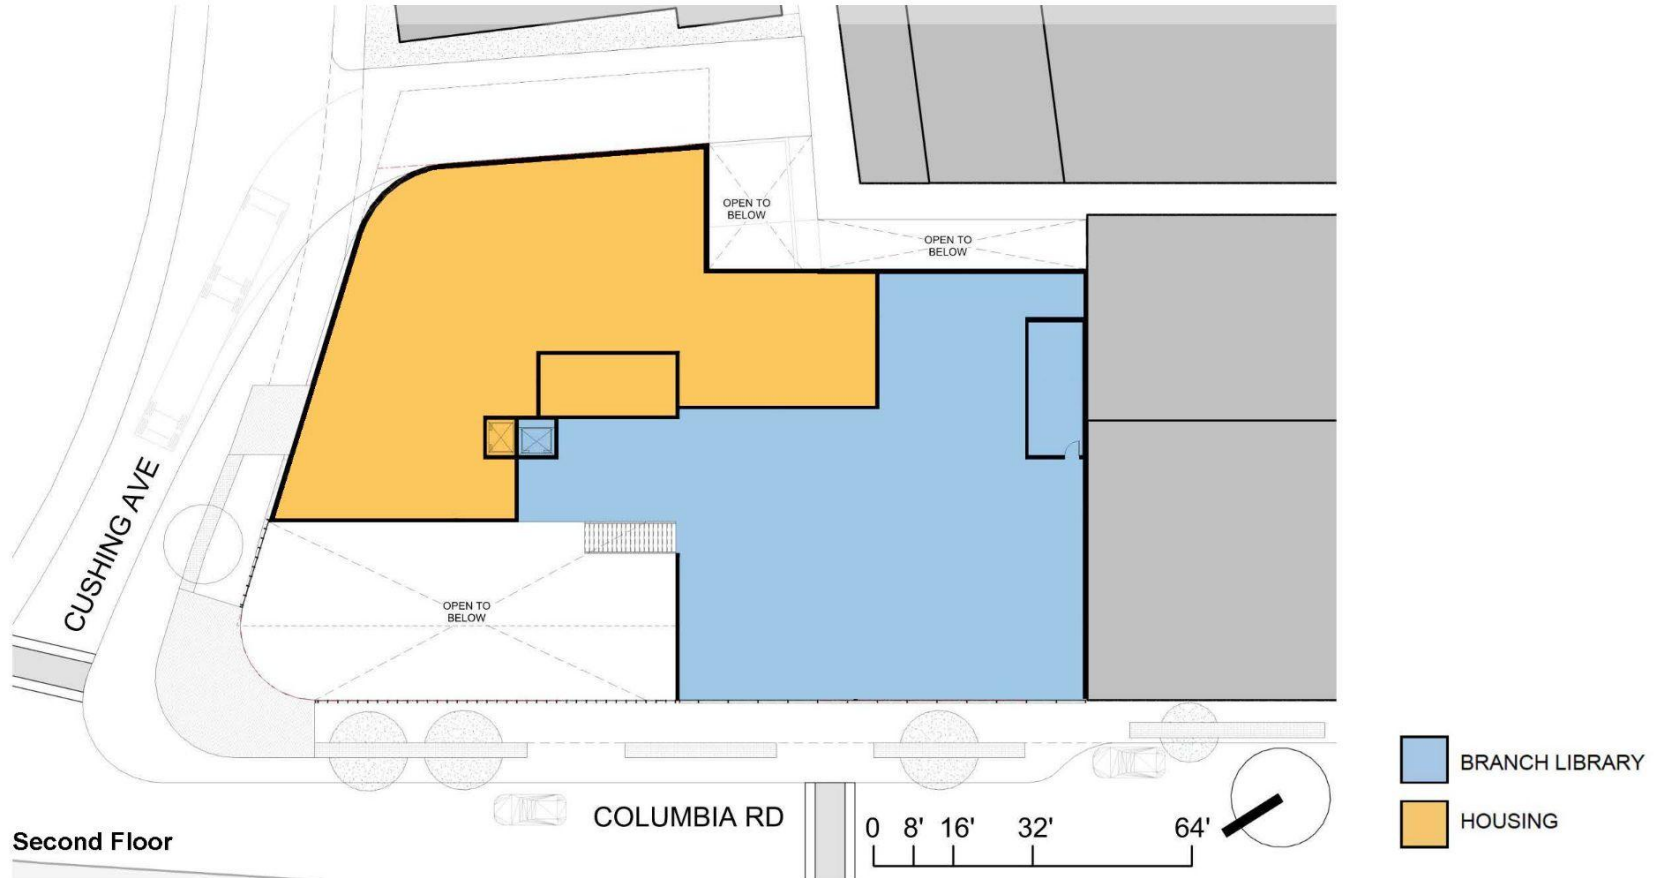 OPEN TO
BELOW
OPEN TO
BELOW
CUSHING AVE
OPEN TO
BELOW
BRANCH LIBRARY
COLUMBIA RD
0 8' 16' 32' 64'
HOUSING
Second Floor